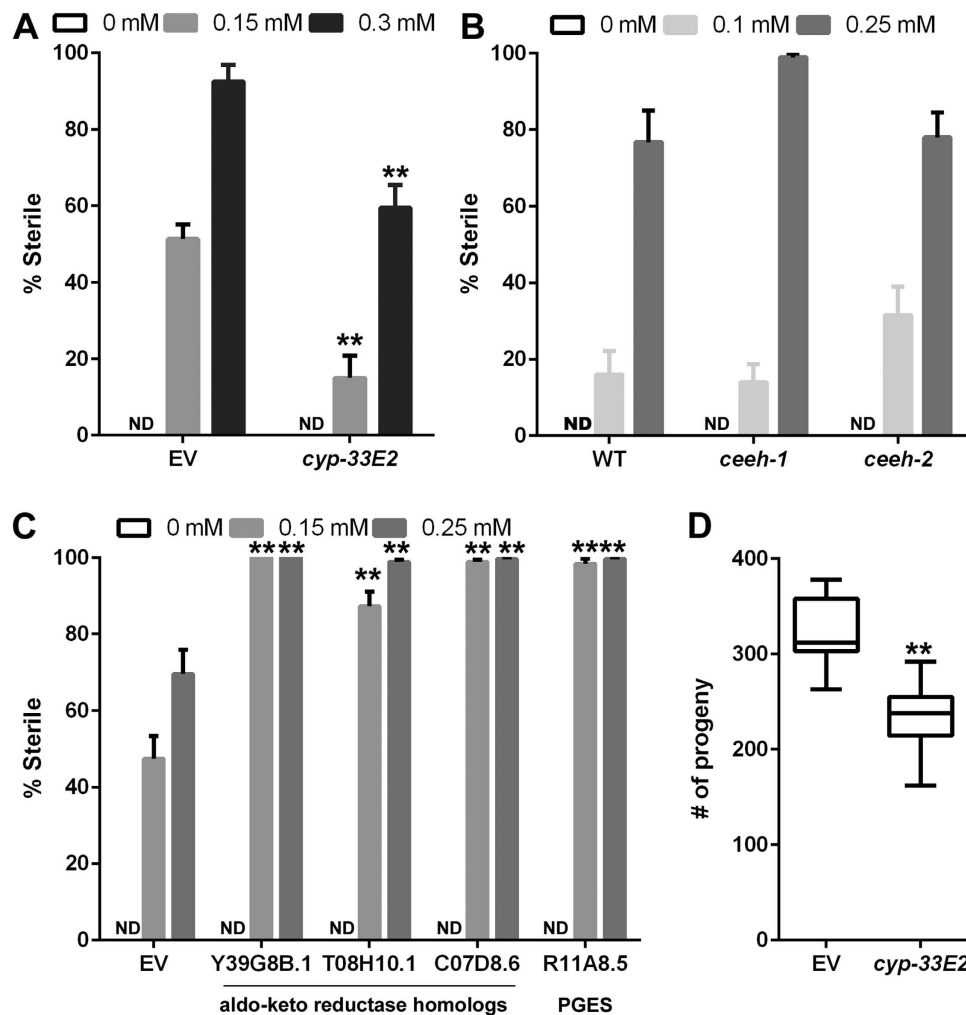 A
0 mM 0.15 mM 0.3 mM
100
80
60
40
20
0
% Sterile
ND
ND
**
**
EV
cyp-33E2
B
0 mM 0.1 mM 0.25 mM
100
80
60
40
20
0
% Sterile
ND
ND
ND
WT
ceeh-1
ceeh-2
C
0 mM 0.15 mM 0.25 mM
100
80
60
40
20
0
% Sterile
** **
**
**
** **
** **
ND
ND
ND
ND
ND
EV
Y39G8B.1
T08H10.1
C07D8.6
R11A8.5
aldo-keto reductase homologs
PGES
D
400
300
200
100
0
# of progeny
**
EV
cyp-33E2